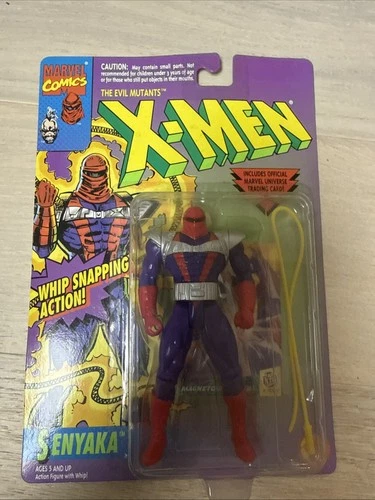 MARVEL
COMICS
CAUTION: May contain small parts. Not
recommended for children under 3 years of age
or for those who still put objects in their mouths.
THE EVIL MUTANTS™
X-MEN®
INCLUDES OFFICIAL
MARVEL UNIVERSE
TRADING CARD!
WHIP SNAPPING
ACTION!
MAGNETO
SENYAKA™
AGES 5 AND UP
Action Figure with Whip!